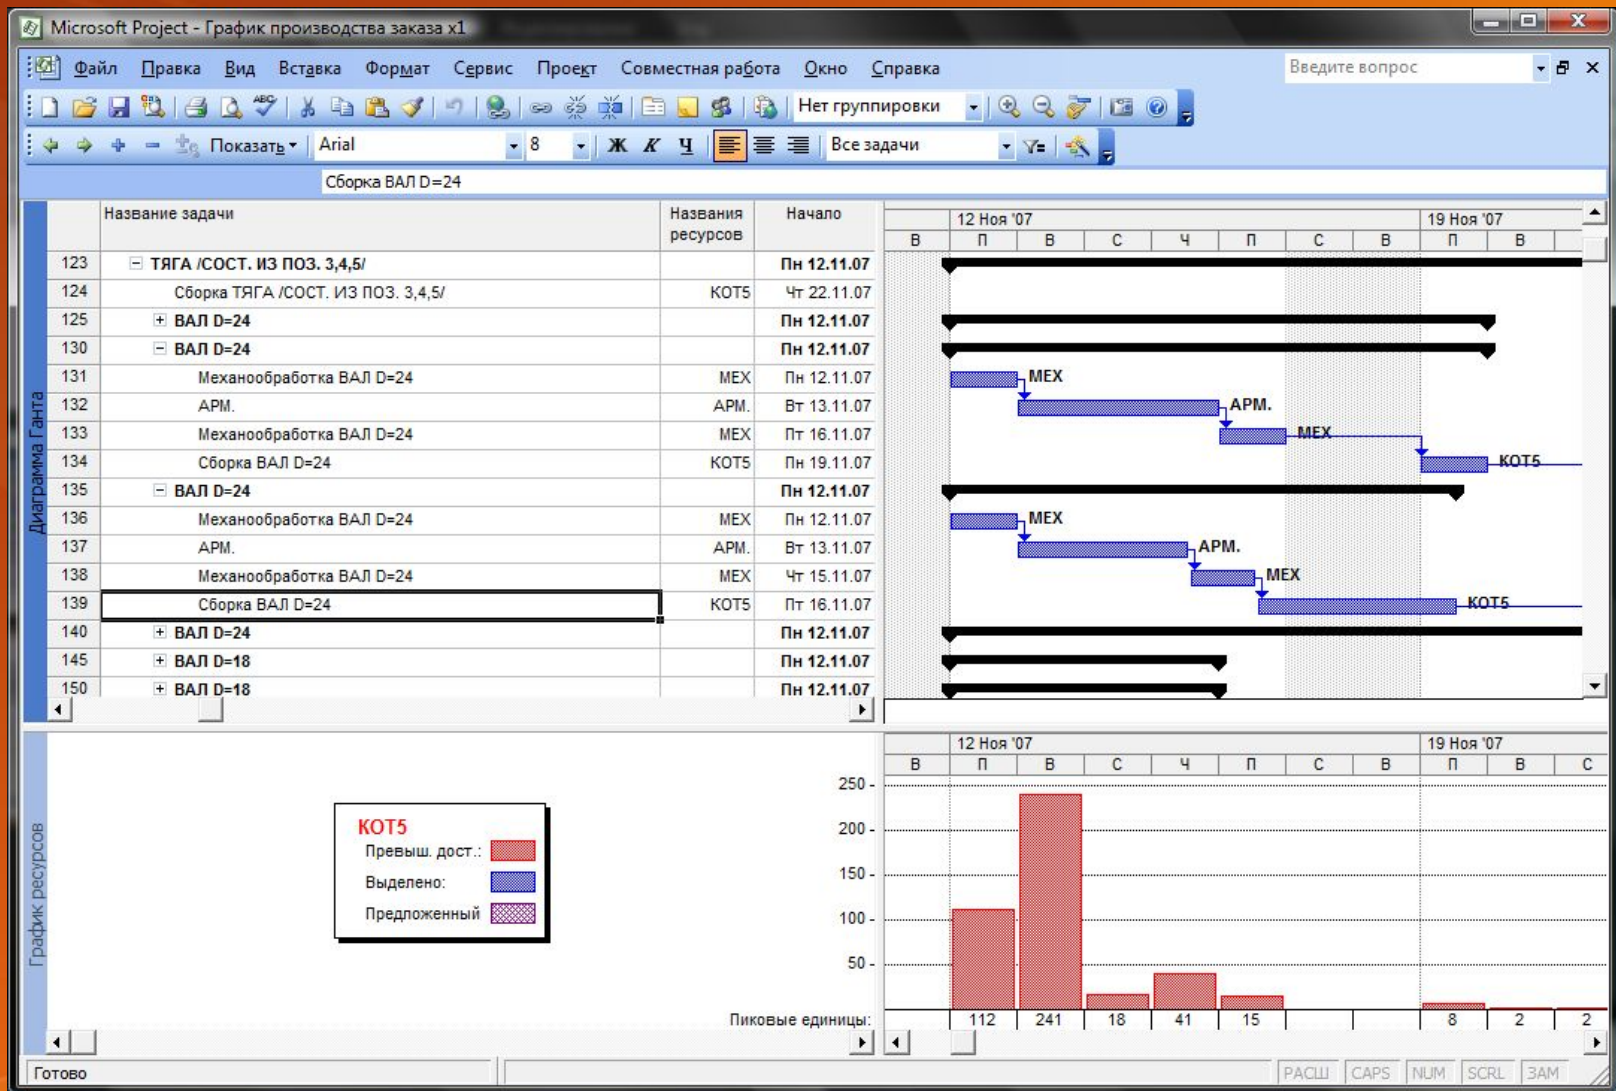 Microsoft Project - График производства заказа x1
Файл Правка Вид Вставка Формат Сервис Проект Совместная работа Окно Справка Введите вопрос
Нет группировки
Показать Arial 8 Ж К Ч Все задачи
Сборка ВАЛ D=24
Название задачи Названия ресурсов Начало 12 Ноя '07 19 Ноя '07
В П В С Ч П С В П В
123 ТЯГА /СОСТ. ИЗ ПОЗ. 3,4,5/ Пн 12.11.07
124 Сборка ТЯГА /СОСТ. ИЗ ПОЗ. 3,4,5/ КОТ5 Чт 22.11.07
125 ВАЛ D=24 Пн 12.11.07
130 ВАЛ D=24 Пн 12.11.07
131 Механообработка ВАЛ D=24 МЕХ Пн 12.11.07 МЕХ
132 АРМ. АРМ. Вт 13.11.07 АРМ.
133 Механообработка ВАЛ D=24 МЕХ Пт 16.11.07 МЕХ
134 Сборка ВАЛ D=24 КОТ5 Пн 19.11.07 КОТ5
135 ВАЛ D=24 Пн 12.11.07
136 Механообработка ВАЛ D=24 МЕХ Пн 12.11.07 МЕХ
137 АРМ. АРМ. Вт 13.11.07 АРМ.
138 Механообработка ВАЛ D=24 МЕХ Чт 15.11.07 МЕХ
139 Сборка ВАЛ D=24 КОТ5 Пт 16.11.07 КОТ5
140 ВАЛ D=24 Пн 12.11.07
145 ВАЛ D=18 Пн 12.11.07
150 ВАЛ D=18 Пн 12.11.07
Диаграмма Ганта
12 Ноя '07 19 Ноя '07
В П В С Ч П С В П В С
250
200
150
100
50
КОТ5
Превыш. дост.:
Выделено:
Предложенный
График ресурсов
Пиковые единицы: 112 241 18 41 15 8 2 2
Готово РАСШ CAPS NUM SCRL ЗАМ